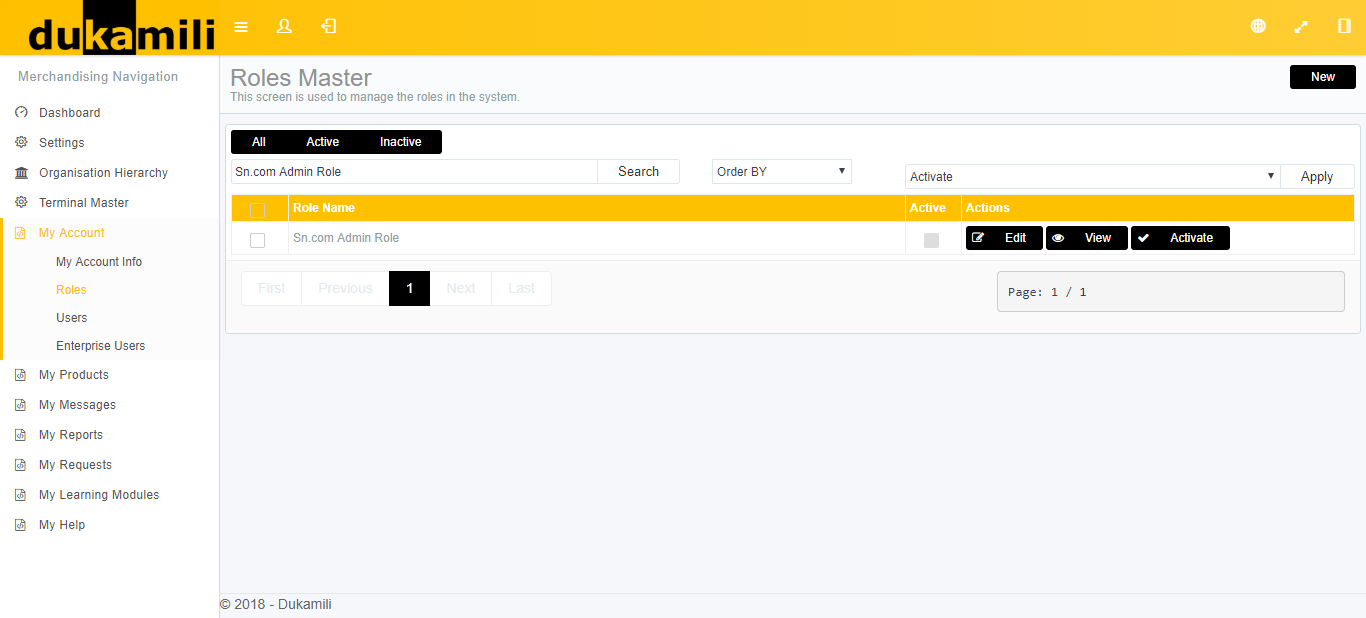 dukamili
Merchandising Navigation
Dashboard
Settings
Organisation Hierarchy
Terminal Master
My Account
My Account Info
Roles
Users
Enterprise Users
My Products
My Messages
My Reports
My Requests
My Learning Modules
My Help
Roles Master
This screen is used to manage the roles in the system.
New
All Active Inactive
Sn.com Admin Role Search Order BY Activate Apply
Role Name Active Actions
Sn.com Admin Role Edit View Activate
First Previous 1 Next Last
Page: 1 / 1
© 2018 - Dukamili